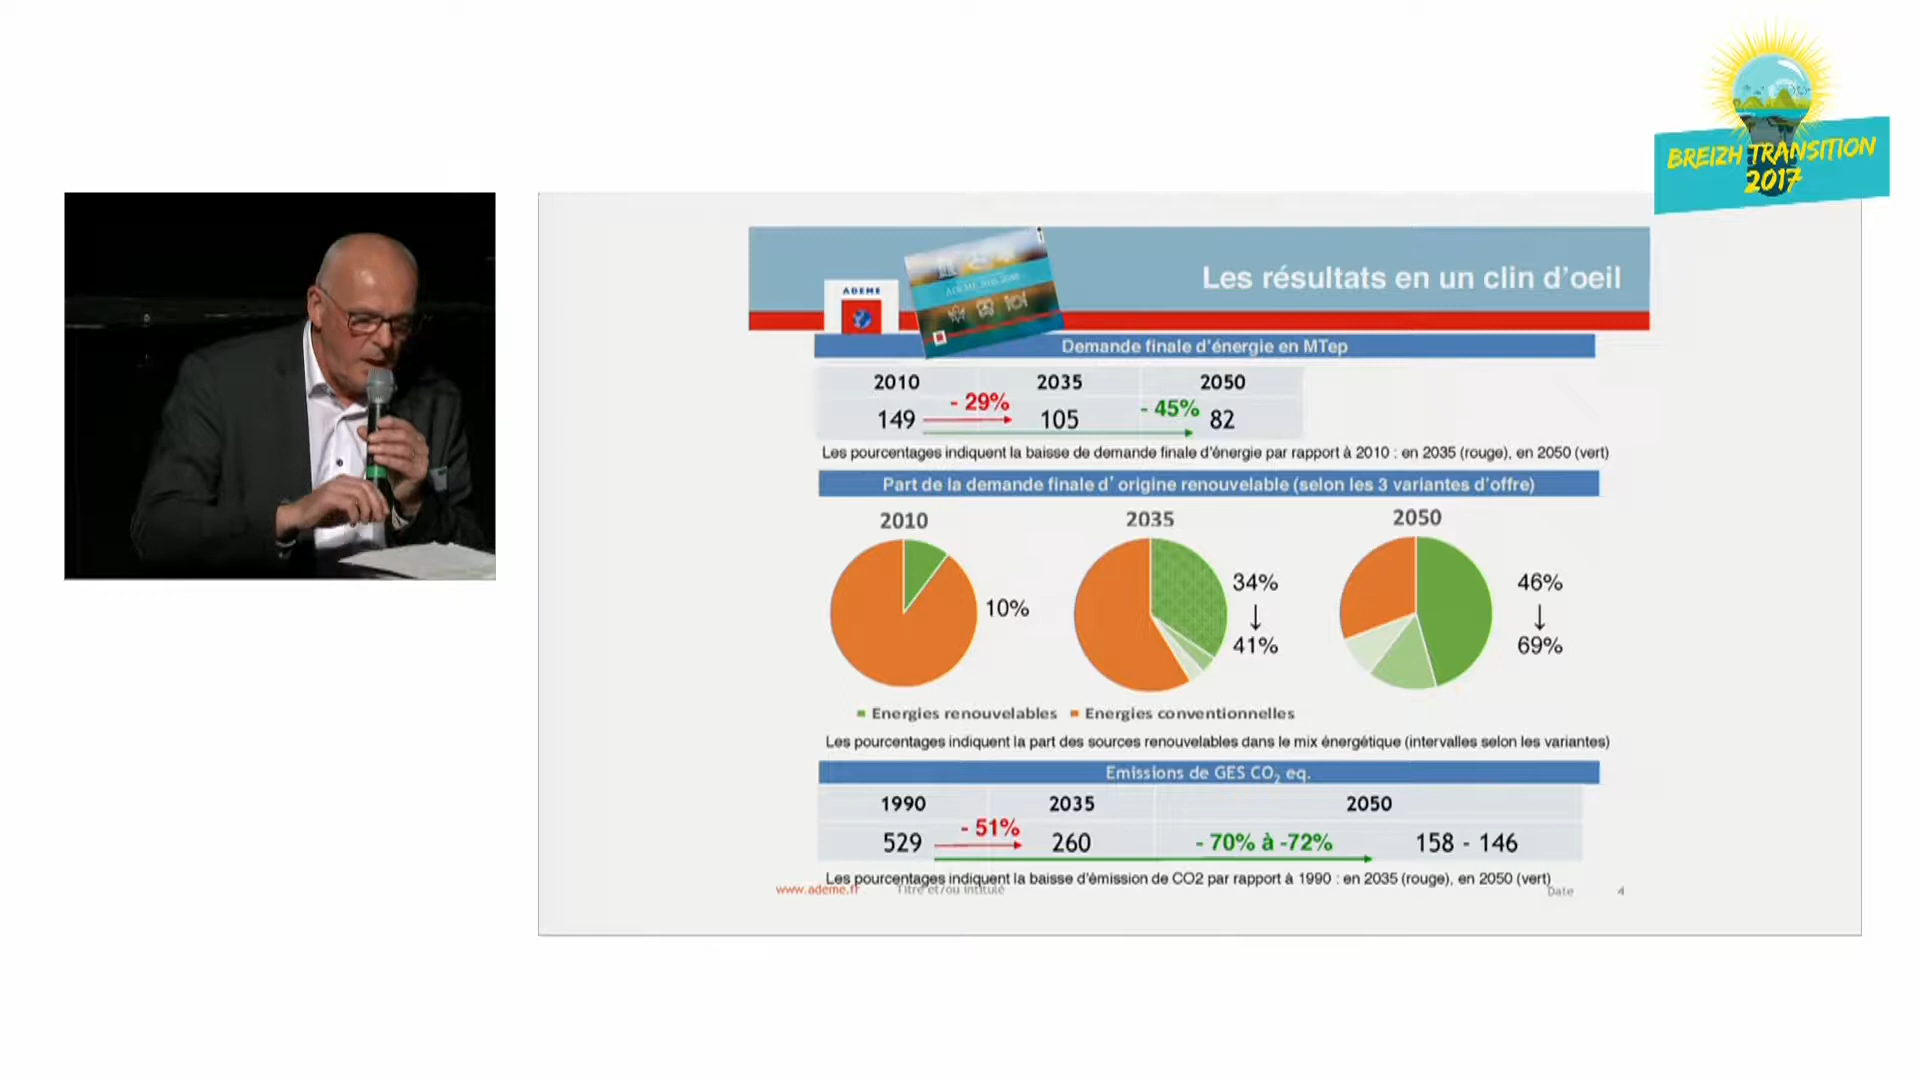 BREIZH TRANSITION
2017
Les résultats en un clin d'oeil
ADEME
ADEME 2035-2050
Demande finale d'énergie en MTep
2010 2035 2050
149 - 29% 105 - 45% 82
Les pourcentages indiquent la baisse de demande finale d'énergie par rapport à 2010 : en 2035 (rouge), en 2050 (vert)
Part de la demande finale d' origine renouvelable (selon les 3 variantes d'offre)
2010 2035 2050
10% 34% ↓ 41% 46% ↓ 69%
Energies renouvelables Energies conventionnelles
Les pourcentages indiquent la part des sources renouvelables dans le mix énergétique (intervalles selon les variantes)
Emissions de GES CO2 eq.
1990 2035 2050
529 - 51% 260 - 70% à -72% 158 - 146
Les pourcentages indiquent la baisse d'émission de CO2 par rapport à 1990 : en 2035 (rouge), en 2050 (vert)
www.ademe.fr Titre et/ou intitulé Date 4